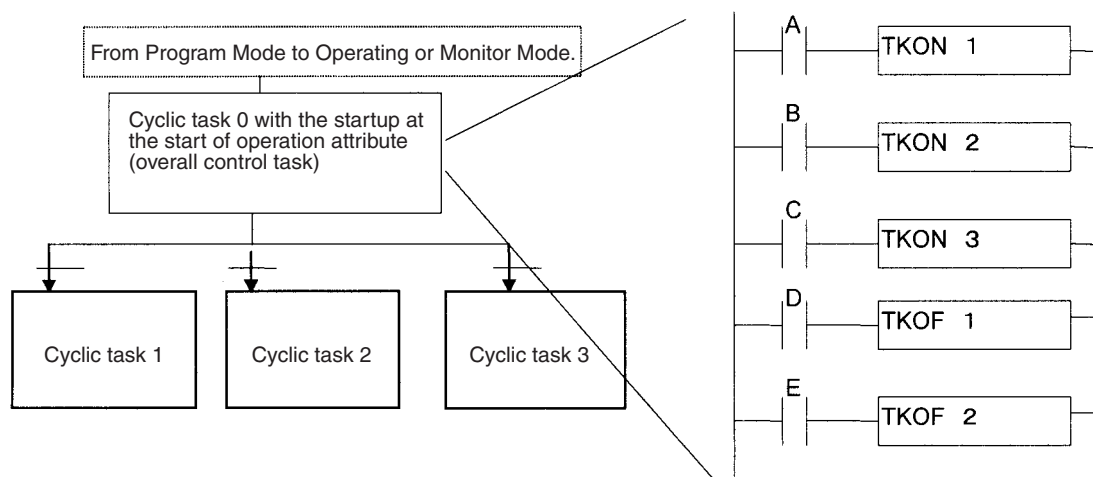 From Program Mode to Operating or Monitor Mode.
Cyclic task 0 with the startup at
the start of operation attribute
(overall control task)
Cyclic task 1
Cyclic task 2
Cyclic task 3
A
TKON 1
B
TKON 2
C
TKON 3
D
TKOF 1
E
TKOF 2